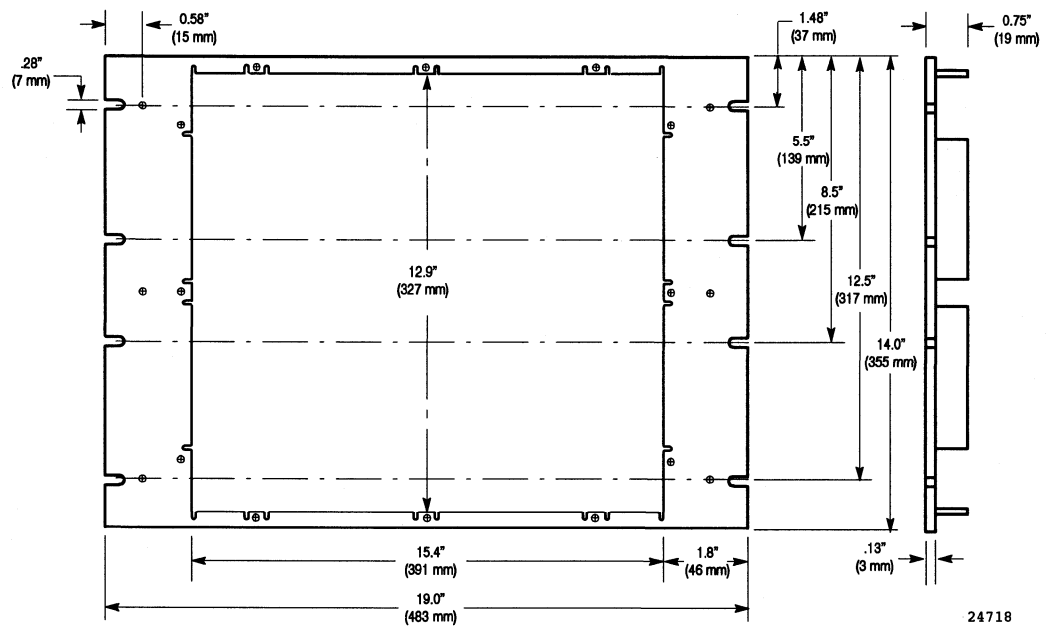 0.58"
(15 mm)
1.48"
(37 mm)
0.75"
(19 mm)
.28"
(7 mm)
5.5"
(139 mm)
8.5"
(215 mm)
12.9"
(327 mm)
12.5"
(317 mm)
14.0"
(355 mm)
15.4"
(391 mm)
1.8"
(46 mm)
.13"
(3 mm)
19.0"
(483 mm)
24718